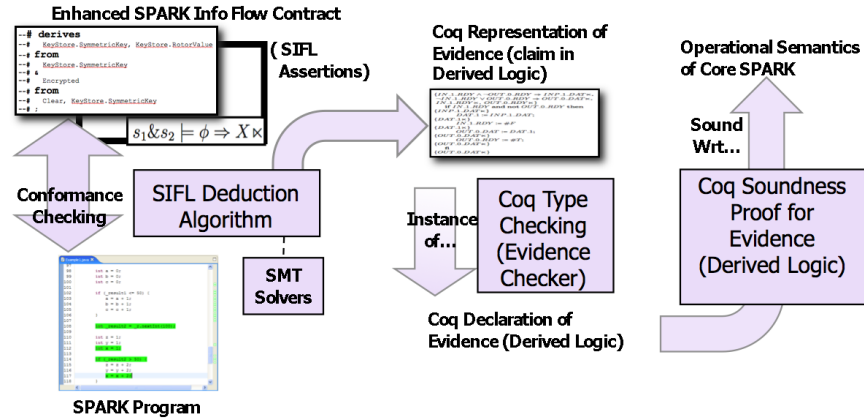 Enhanced SPARK Info Flow Contract
--# derives
--# KeyStore.SymmetricKey, KeyStore.RotorValue
--# from
--# KeyStore.SymmetricKey
--# &
--# Encrypted
--# from
--# Clear, KeyStore.SymmetricKey
--# ;
( SIFL
Assertions)
s₁&s₂ ⊨ ϕ ⇒ X⋉
Conformance
Checking
SIFL Deduction
Algorithm
SMT
Solvers
SPARK Program
Coq Representation of
Evidence (claim in
Derived Logic)
Instance
of...
Coq Type
Checking
(Evidence
Checker)
Coq Declaration of
Evidence (Derived Logic)
Operational Semantics
of Core SPARK
Sound
Wrt...
Coq Soundness
Proof for
Evidence
(Derived Logic)